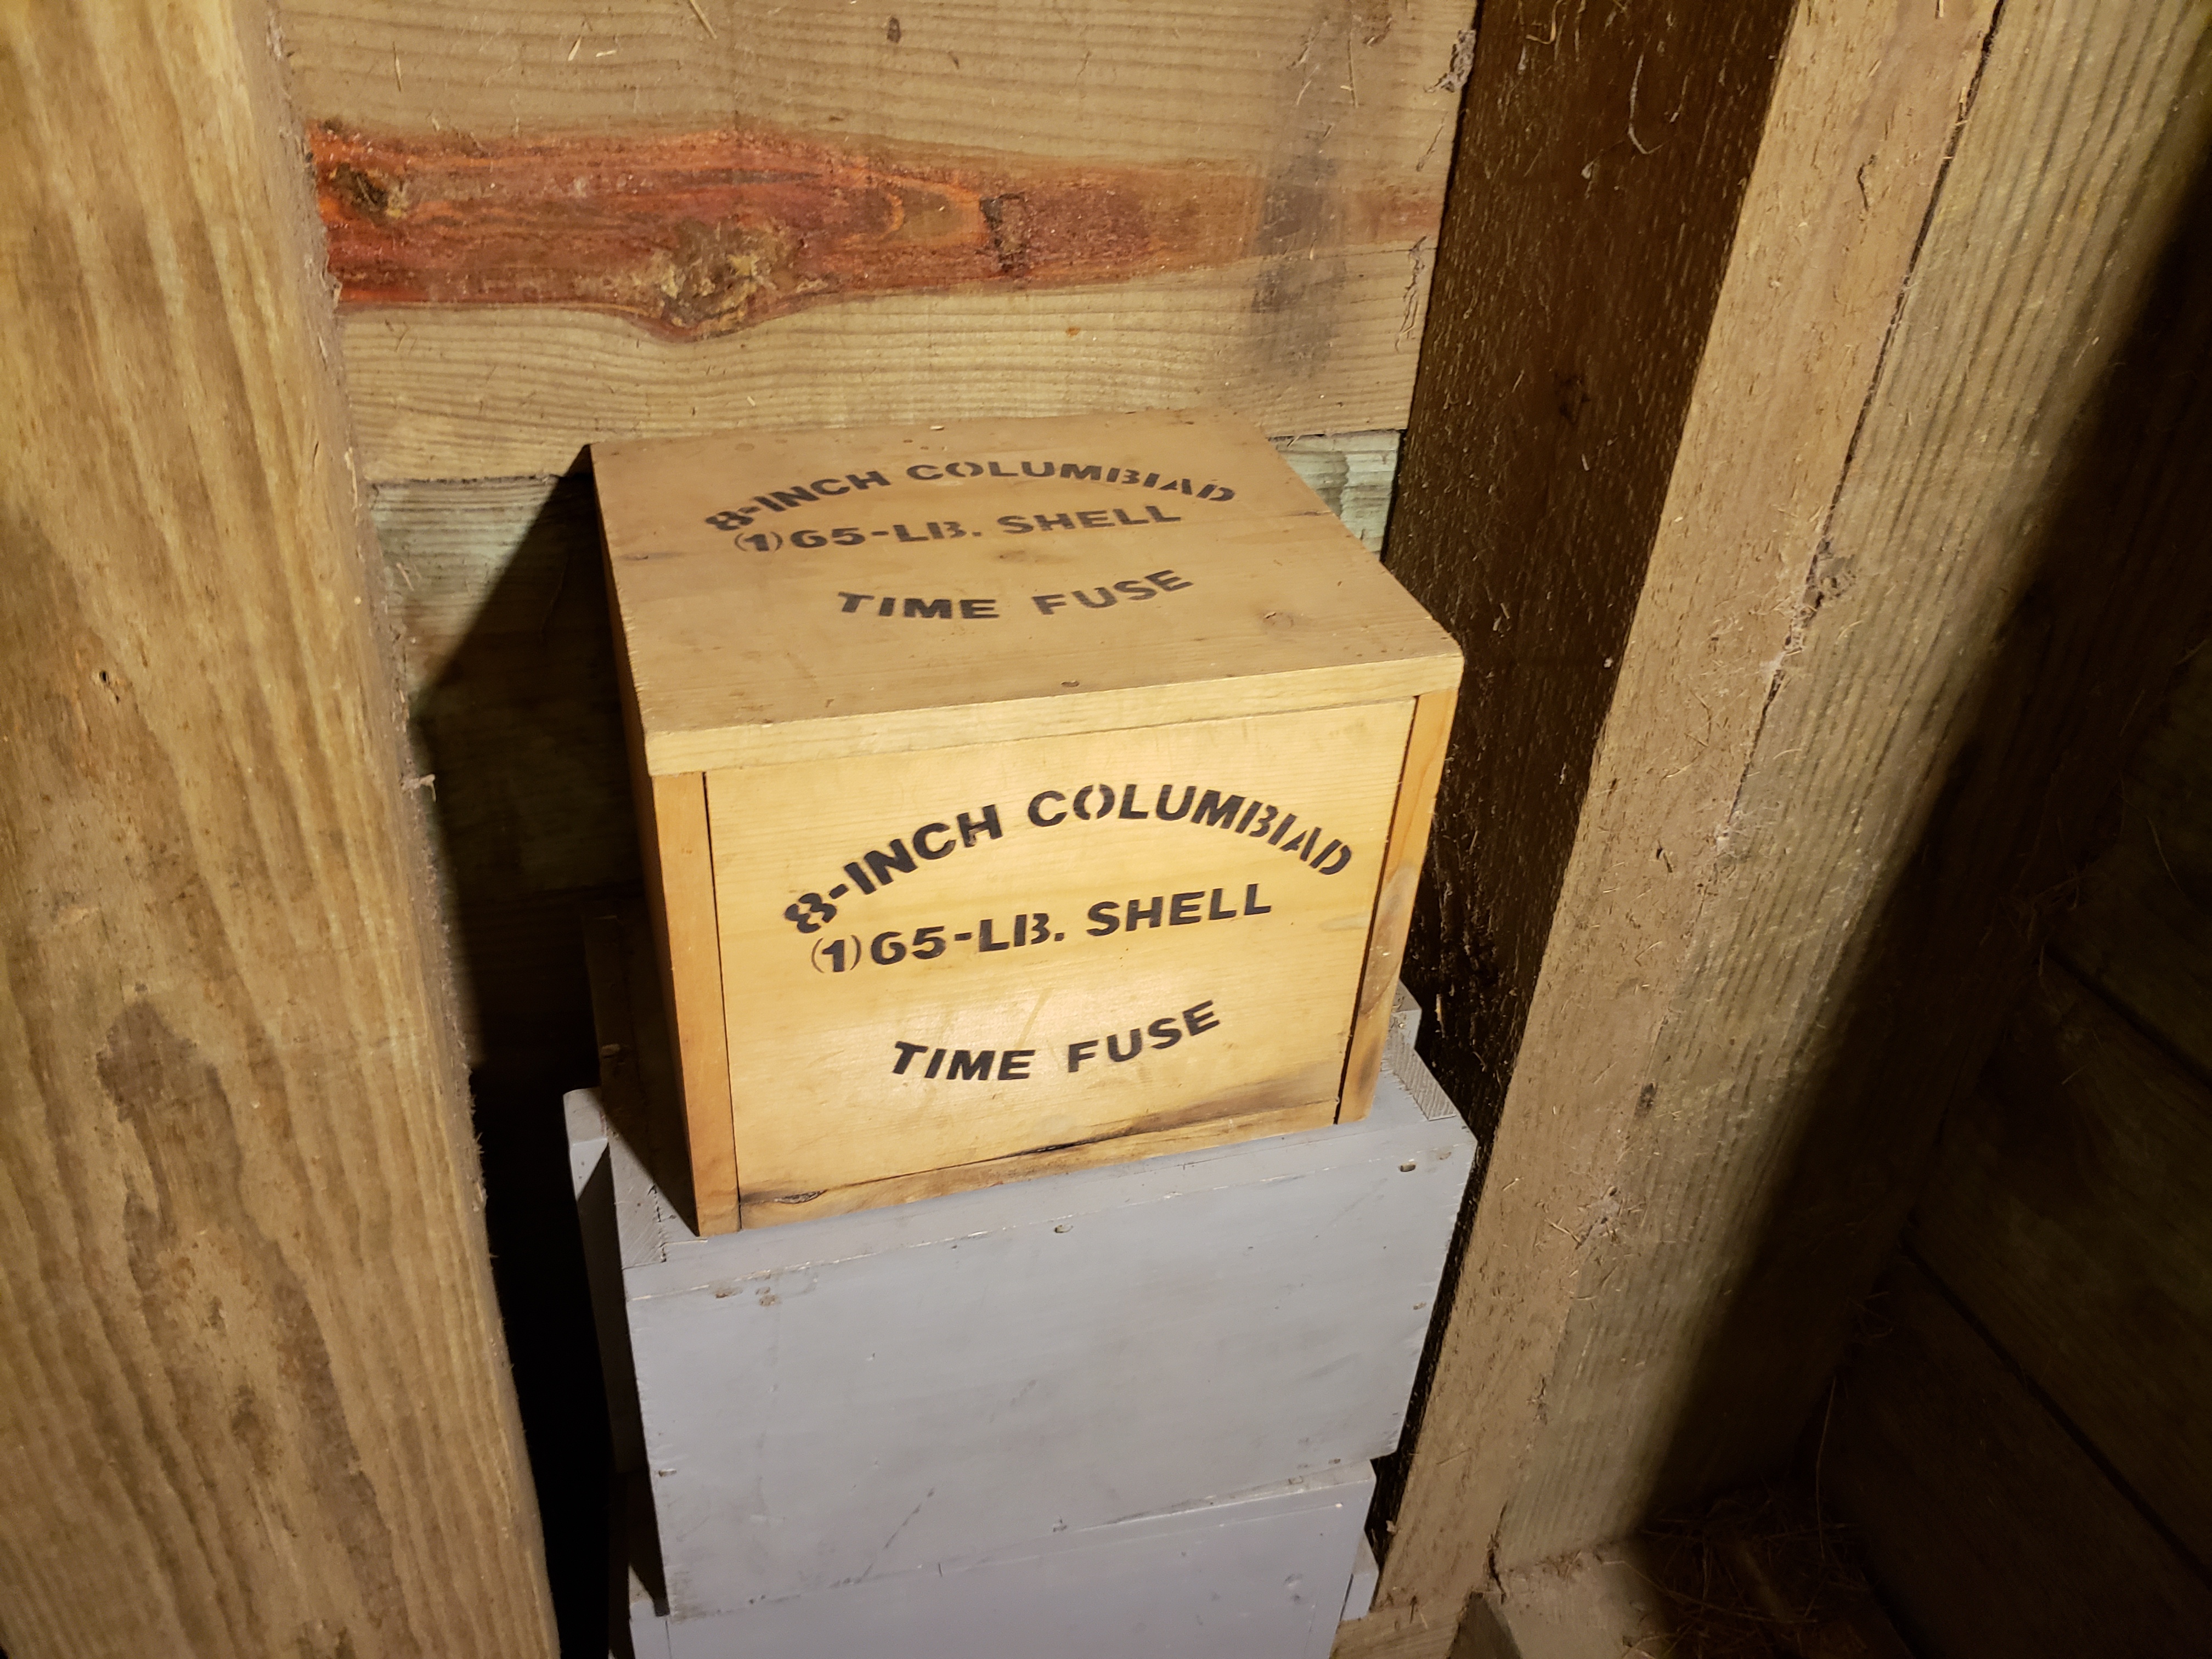 8-INCH COLUMBIAD
(1) 65-LB. SHELL
TIME FUSE
8-INCH COLUMBIAD
(1) 65-LB. SHELL
TIME FUSE